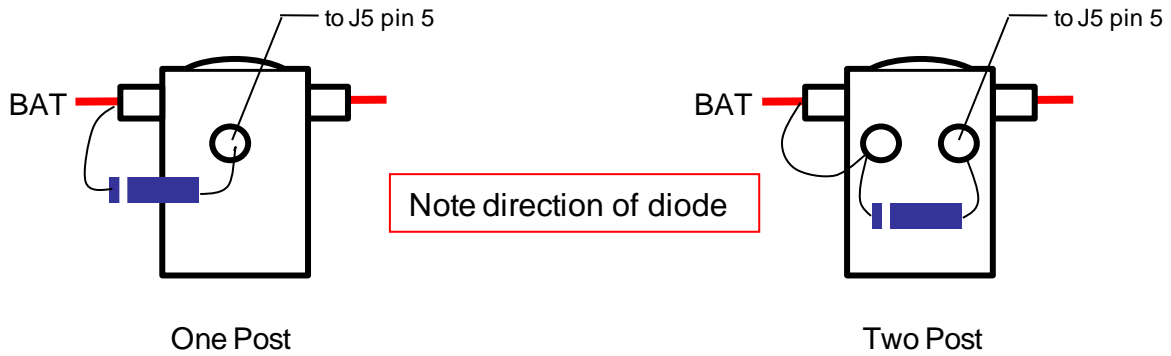 to J5 pin 5
to J5 pin 5
BAT
BAT
Note direction of diode
One Post
Two Post